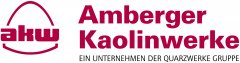 akw
Amberger
Kaolinwerke
EIN UNTERNEHMEN DER QUARZWERKE GRUPPE